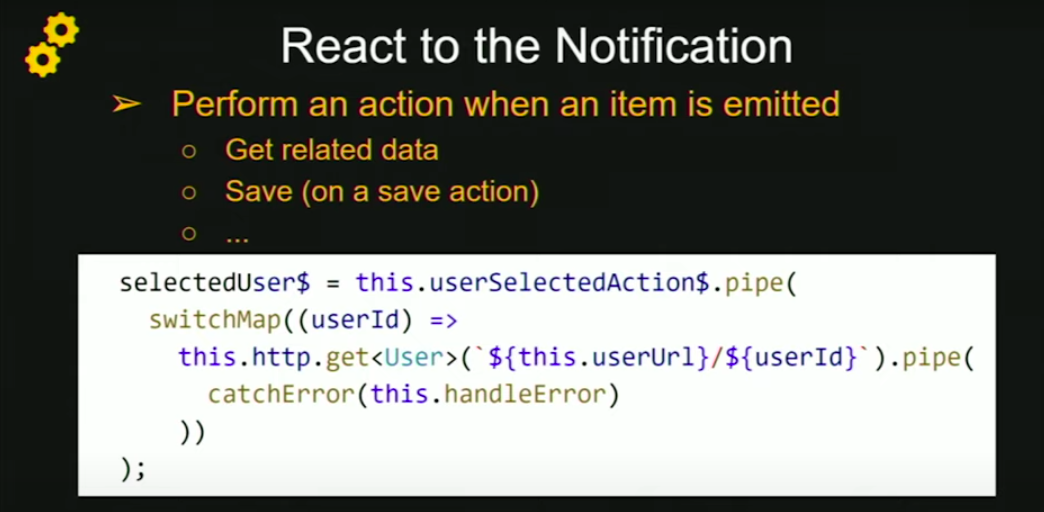 React to the Notification
➢ Perform an action when an item is emitted
○ Get related data
○ Save (on a save action)
○ ...
selectedUser$ = this.userSelectedAction$.pipe(
  switchMap((userId) =>
    this.http.get<User>(`${this.userUrl}/${userId}`).pipe(
      catchError(this.handleError)
    ))
);